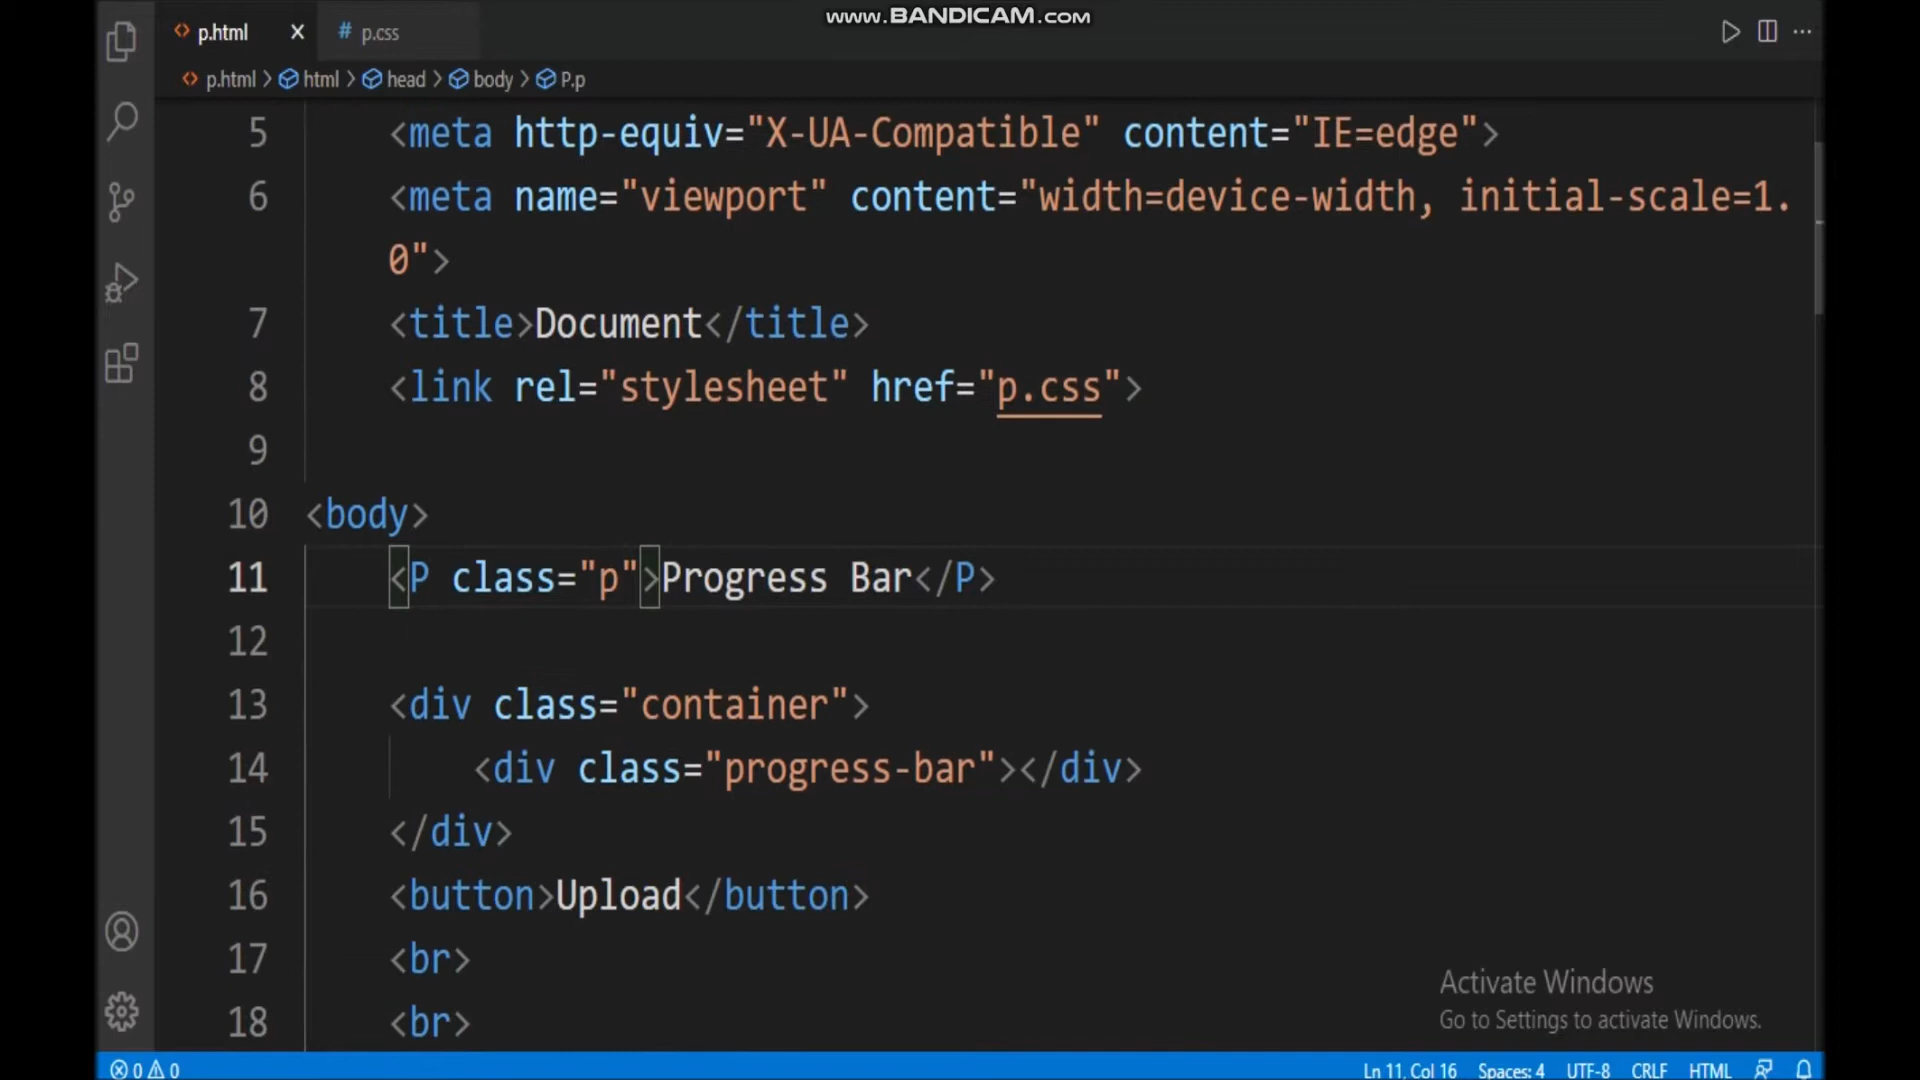 www.BANDICAM.com
p.html
# p.css
p.html > html > head > body > P.p
5 <meta http-equiv="X-UA-Compatible" content="IE=edge">
6 <meta name="viewport" content="width=device-width, initial-scale=1.
0">
7 <title>Document</title>
8 <link rel="stylesheet" href="p.css">
9
10 <body>
11 <P class="p">Progress Bar</P>
12
13 <div class="container">
14 <div class="progress-bar"></div>
15 </div>
16 <button>Upload</button>
17 <br>
18 <br>
Activate Windows
Go to Settings to activate Windows.
0 0 Ln 11, Col 16 Spaces: 4 UTF-8 CRLF HTML